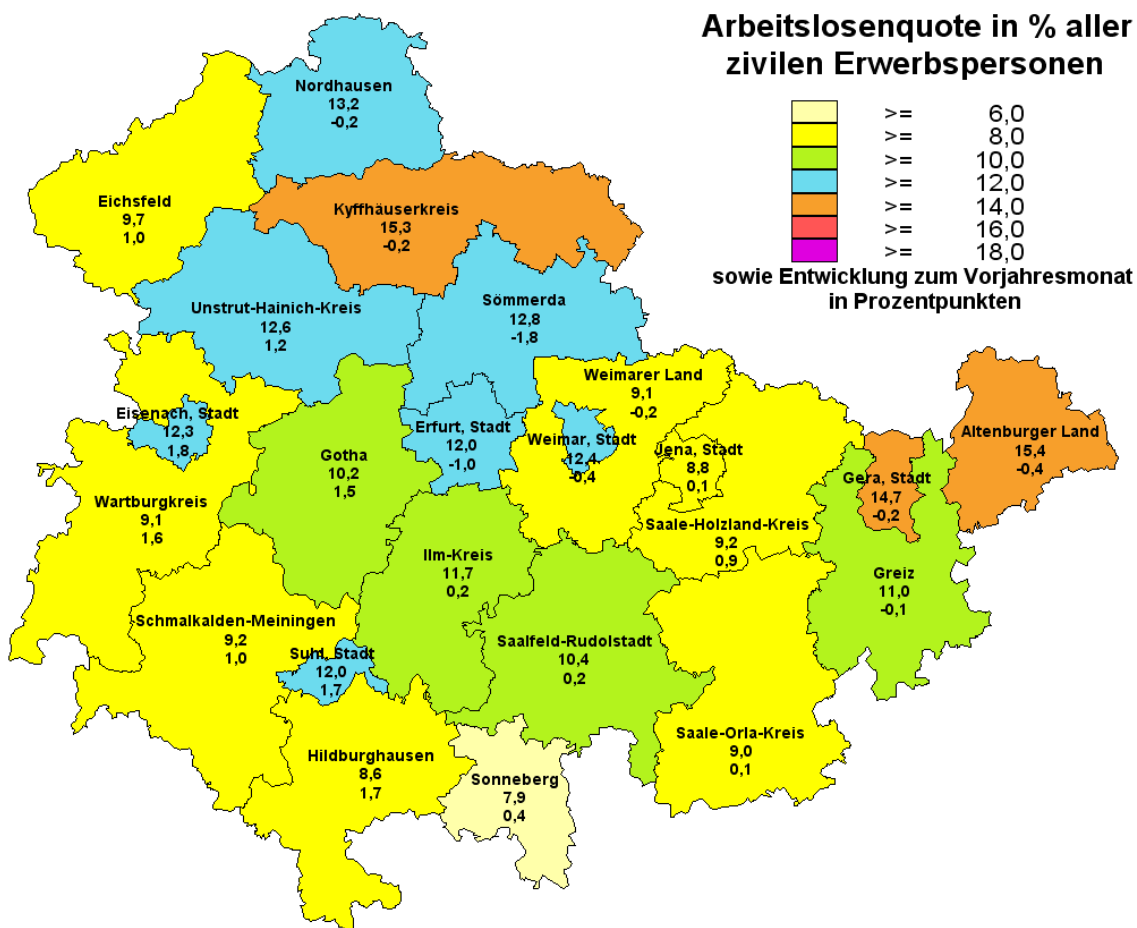 Arbeitslosenquote in % aller
zivilen Erwerbspersonen
>= 6,0
>= 8,0
>= 10,0
>= 12,0
>= 14,0
>= 16,0
>= 18,0
sowie Entwicklung zum Vorjahresmonat
in Prozentpunkten
Nordhausen
13,2
-0,2
Eichsfeld
9,7
1,0
Kyffhäuserkreis
15,3
-0,2
Unstrut-Hainich-Kreis
12,6
1,2
Sömmerda
12,8
-1,8
Weimarer Land
9,1
-0,2
Eisenach, Stadt
12,3
1,8
Erfurt, Stadt
12,0
-1,0
Weimar, Stadt
12,4
-0,4
Jena, Stadt
8,8
0,1
Altenburger Land
15,4
-0,4
Gotha
10,2
1,5
Gera, Stadt
14,7
-0,2
Wartburgkreis
9,1
1,6
Saale-Holzland-Kreis
9,2
0,9
Ilm-Kreis
11,7
0,2
Greiz
11,0
-0,1
Schmalkalden-Meiningen
9,2
1,0
Saalfeld-Rudolstadt
10,4
0,2
Suhl, Stadt
12,0
1,7
Saale-Orla-Kreis
9,0
0,1
Hildburghausen
8,6
1,7
Sonneberg
7,9
0,4